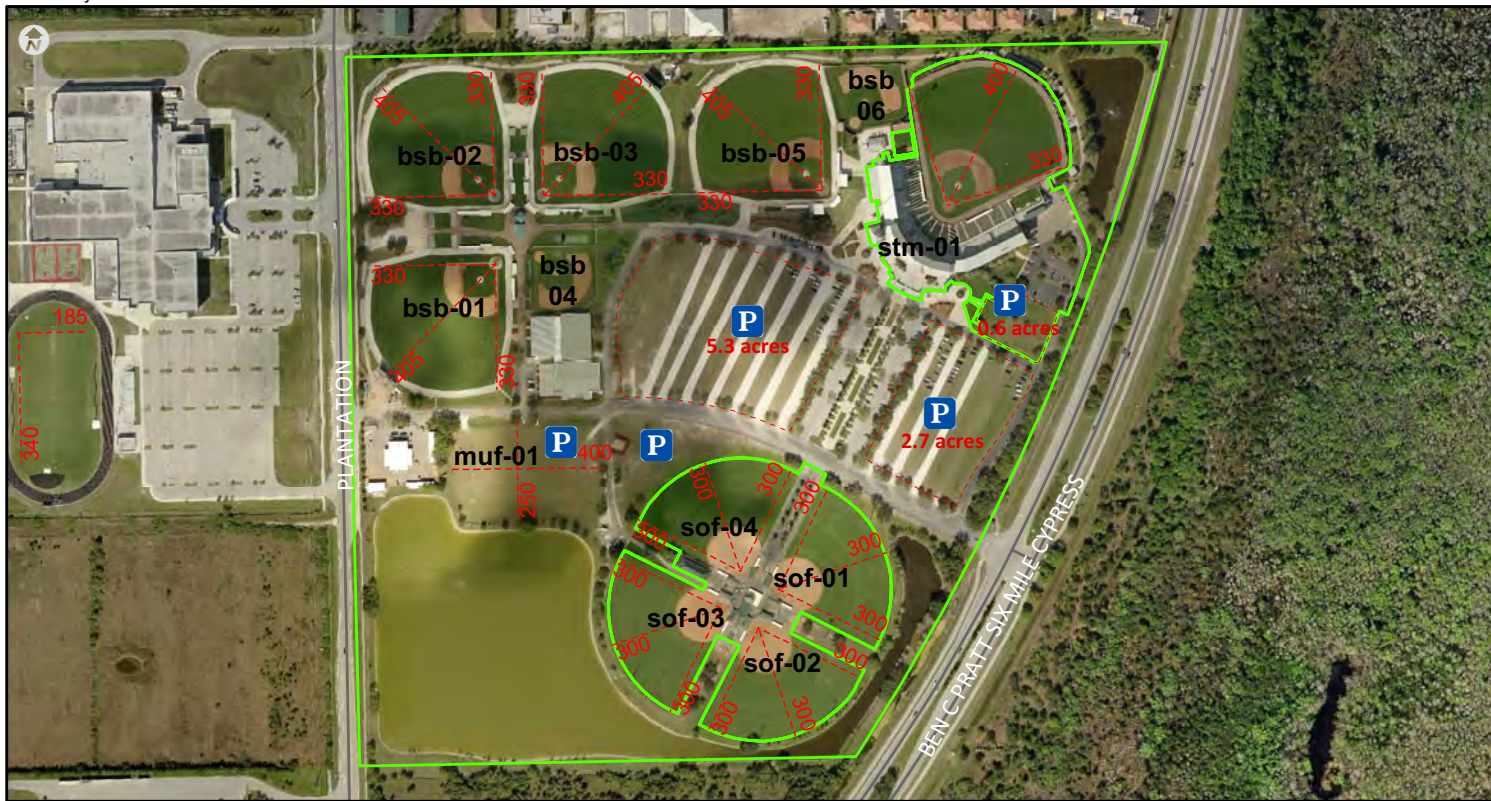 N
405
330
bsb-02
330
330
405
bsb-03
330
405
330
bsb-05
330
bsb
06
400
330
stm-01
330
bsb-01
405
330
bsb
04
P
5.3 acres
P
0.6 acres
P
2.7 acres
185
340
PLANTATION
muf-01
P
400
250
P
300
300
sof-04
300
300
300
sof-01
300
300
sof-03
300
300
300
sof-02
300
300
BEN C PRATT SIX MILE CYPRESS